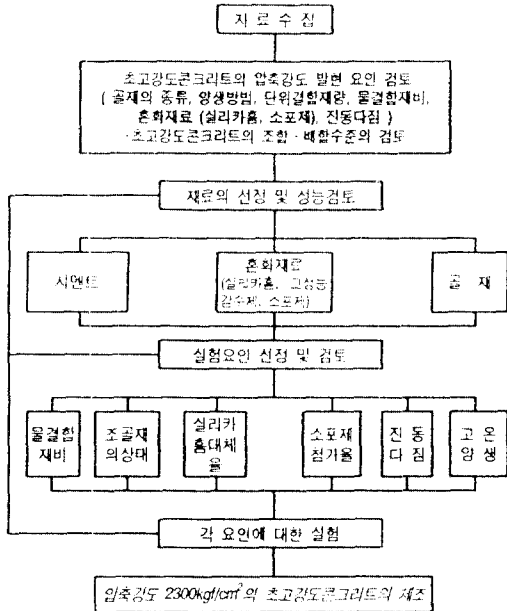 자 료 수 집
초고강도콘크리트의 압축강도 발현 요인 검토
( 골재의 종류, 양생방법, 단위결합재량, 물결합재비,
혼화재료 (실리카흄, 소포제), 진동다짐 )
·초고강도콘크리트의 조합·배합수준의 검토
재료의 선정 및 성능검토
시멘트
혼화재료
(실리카흄, 고성능
감수제, 소포제)
골 재
실험요인 선정 및 검토
물결합
재비
조골재
의상태
실리카
흄대체
율
소포제
첨가율
진 동
다 짐
고 온
양 생
각 요인에 대한 실험
압축강도 2300kgf/cm²의 초고강도콘크리트의 제조